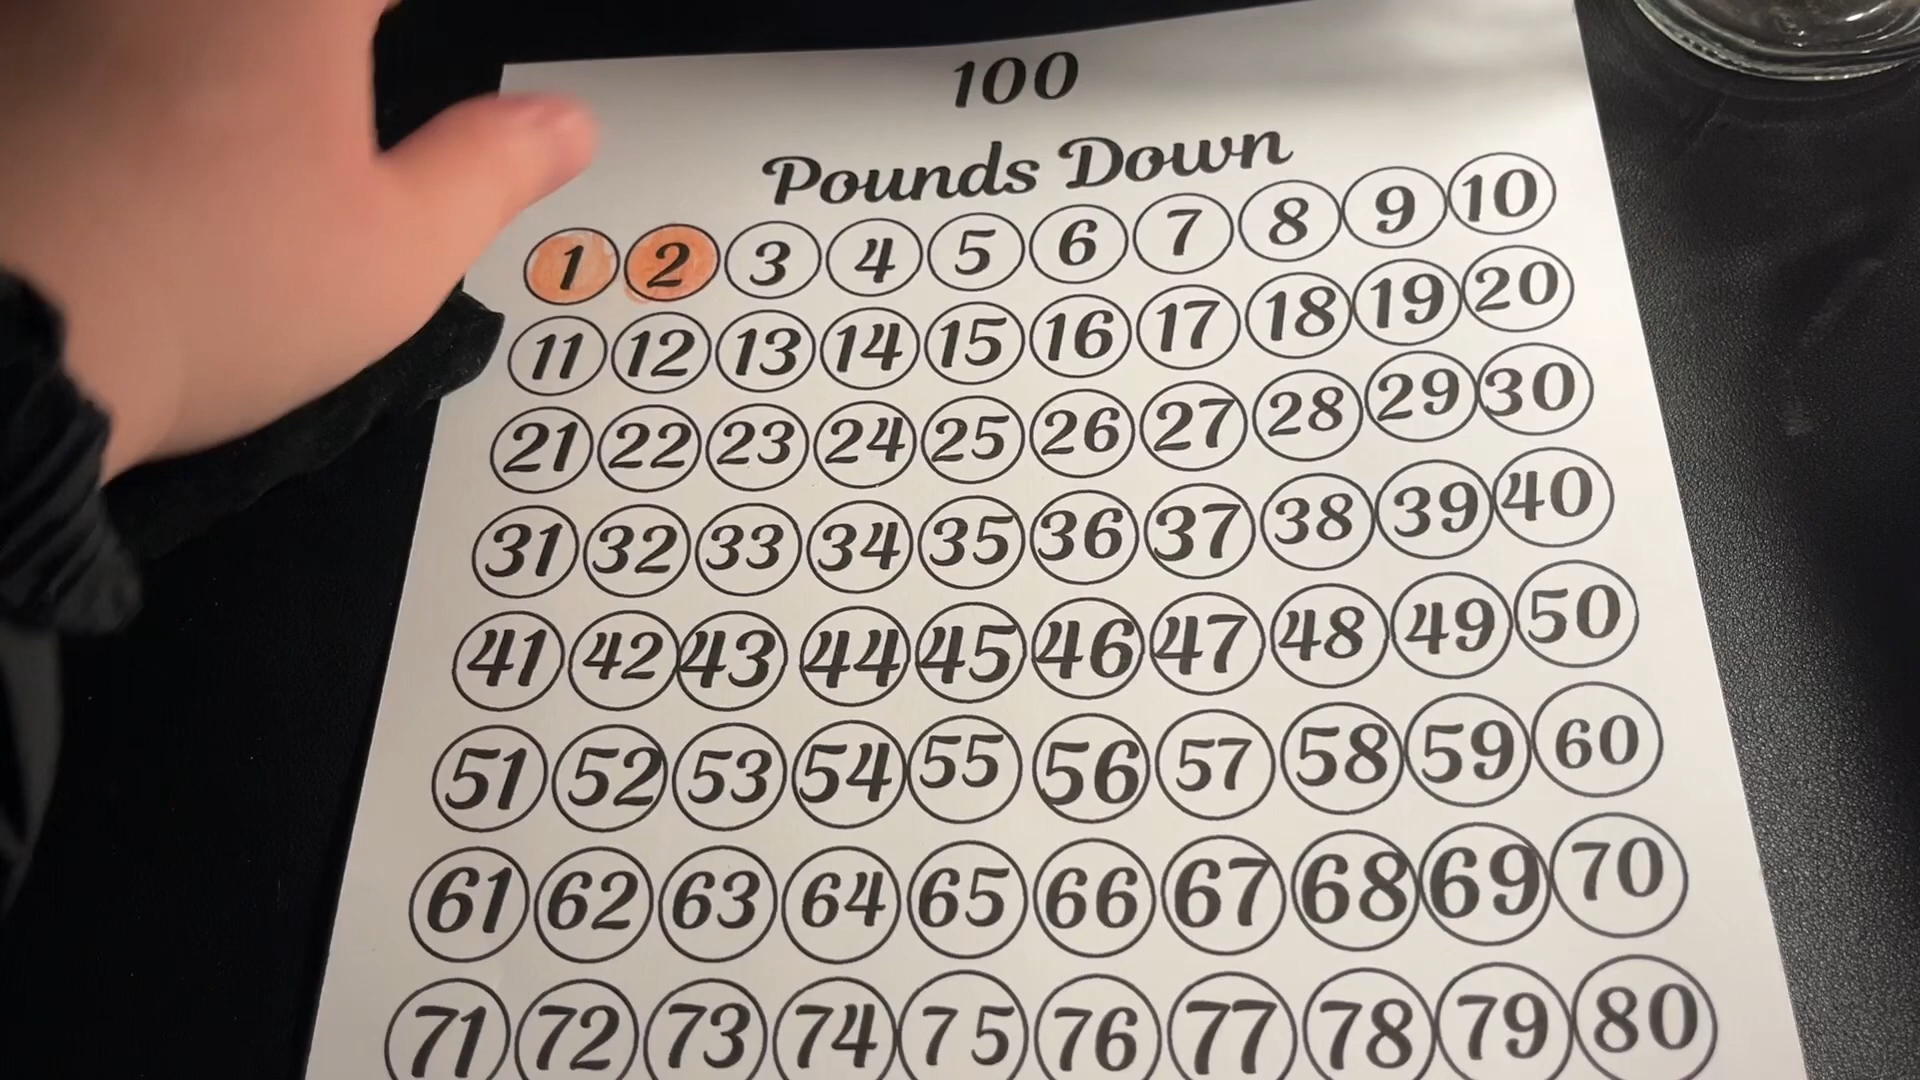 100
Pounds Down
1 2 3 4 5 6 7 8 9 10
11 12 13 14 15 16 17 18 19 20
21 22 23 24 25 26 27 28 29 30
31 32 33 34 35 36 37 38 39 40
41 42 43 44 45 46 47 48 49 50
51 52 53 54 55 56 57 58 59 60
61 62 63 64 65 66 67 68 69 70
71 72 73 74 75 76 77 78 79 80